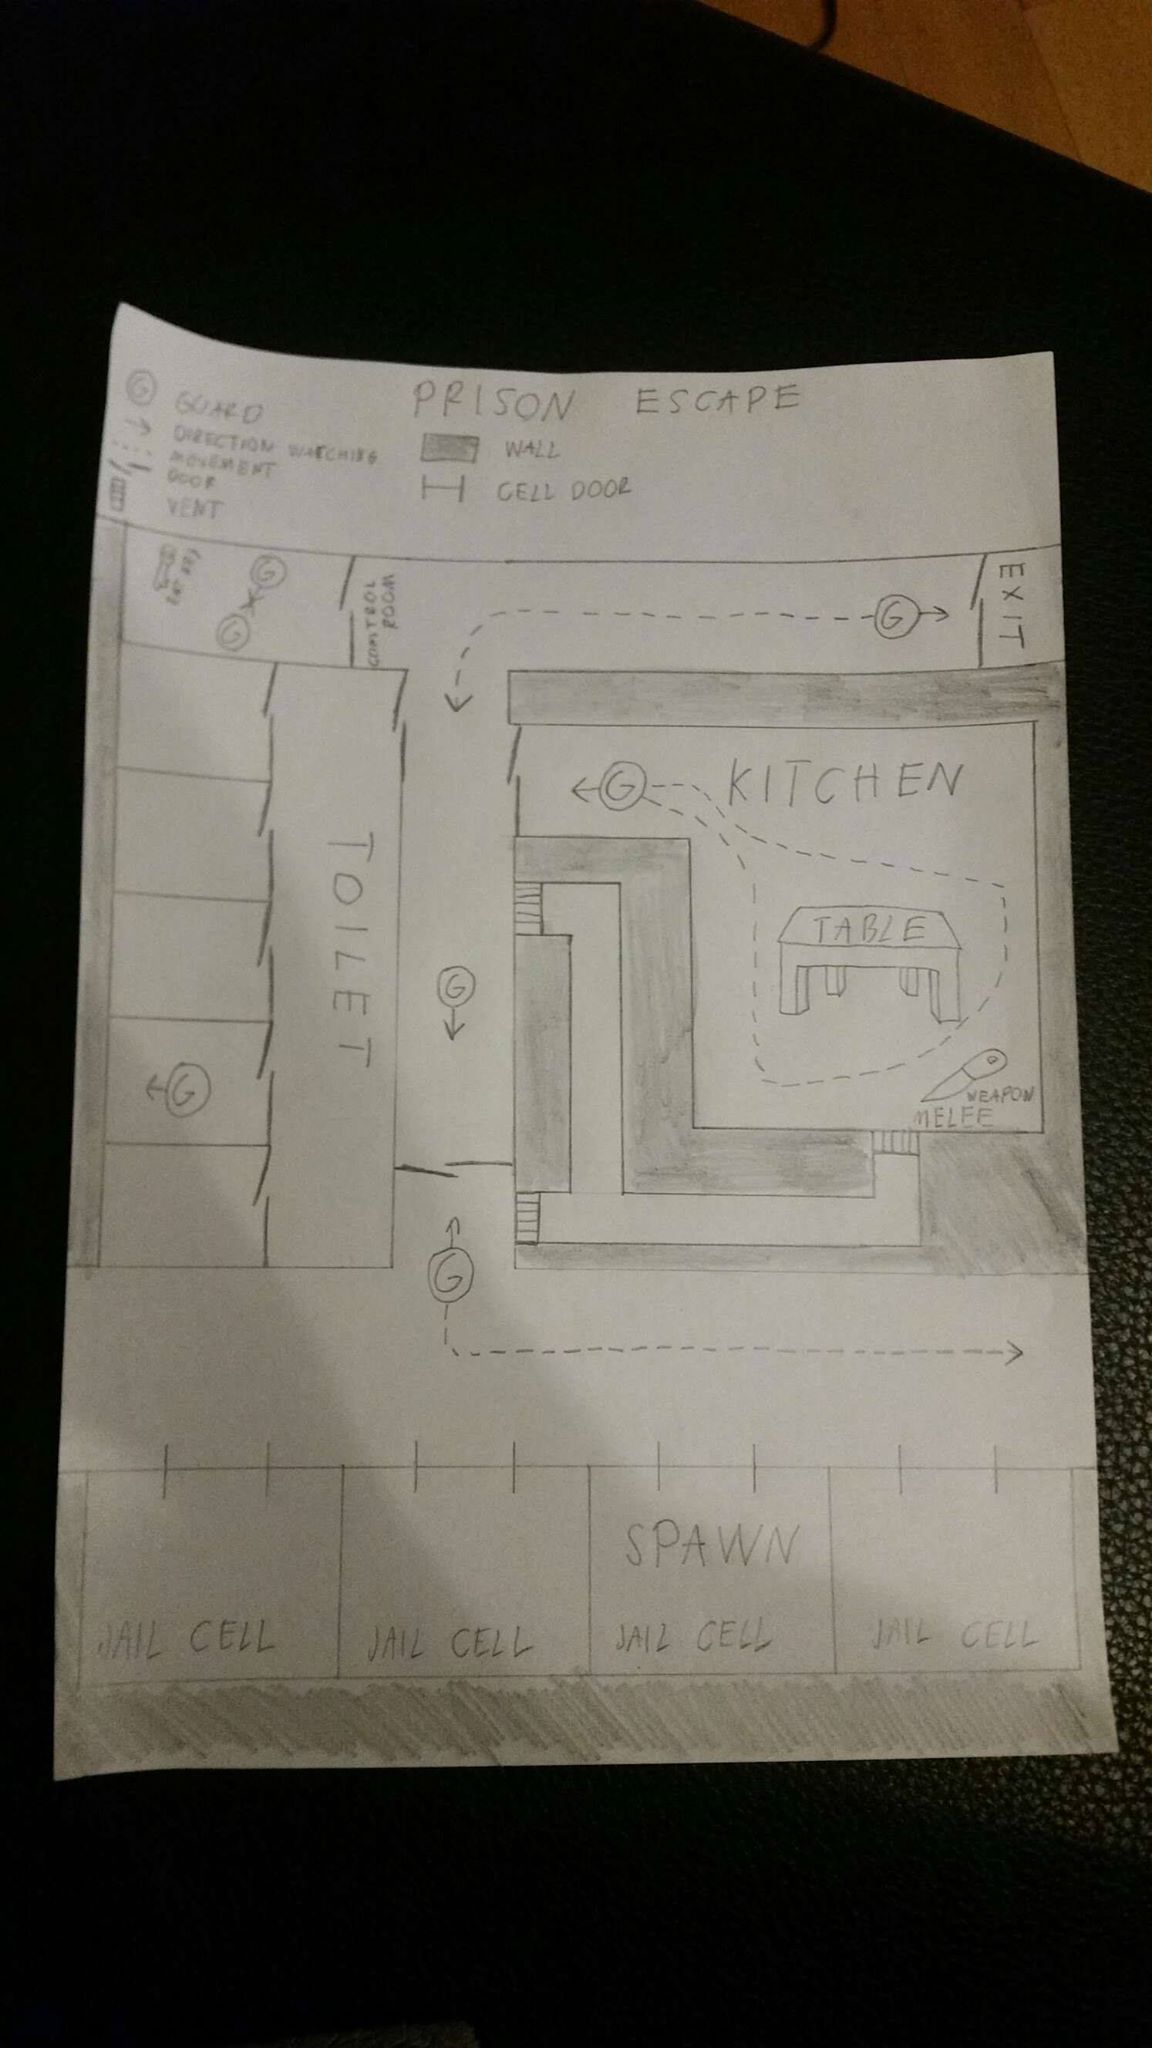 PRISON ESCAPE
G GUARD
DIRECTION WATCHING
MOVEMENT
DOOR
VENT
WALL
CELL DOOR
G
G
CONTROL
ROOM
G
EXIT
G
KITCHEN
TOILET
TABLE
G
G
WEAPON
MELEE
G
SPAWN
JAIL CELL
JAIL CELL
JAIL CELL
JAIL CELL